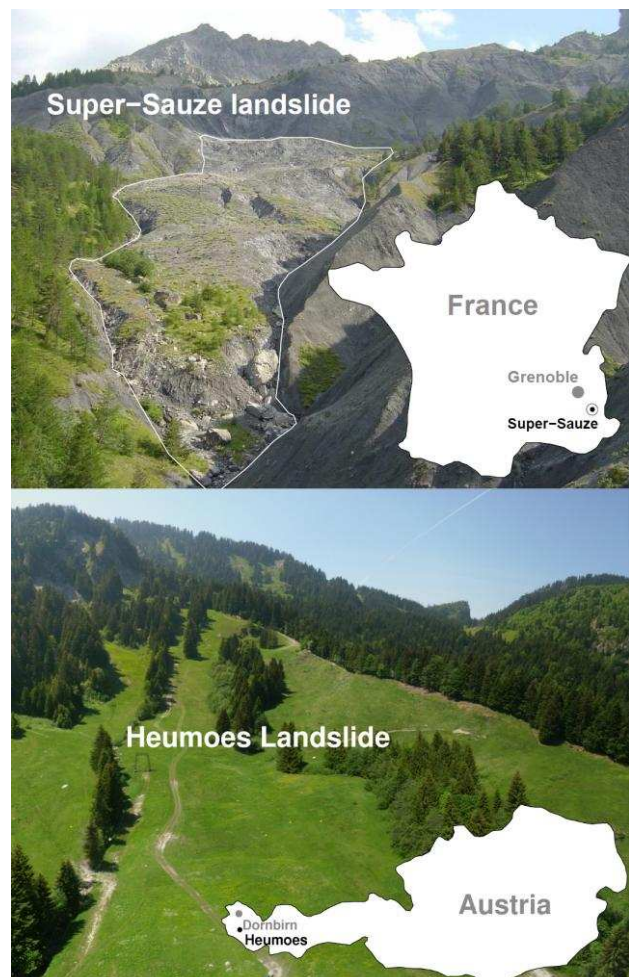 Super-Sauze landslide
France
Grenoble
Super-Sauze
Heumoes Landslide
Austria
Dornbirn
Heumoes